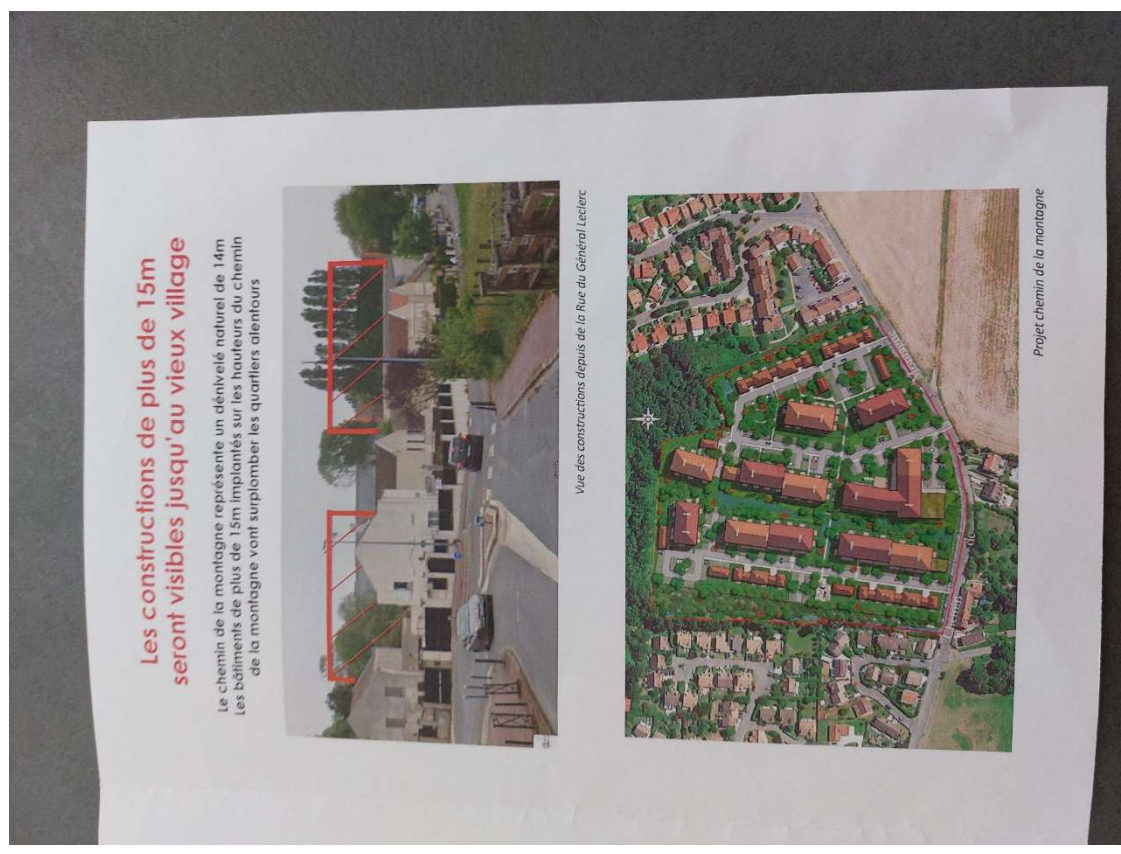 Les constructions de plus de 15m
seront visibles jusqu'au vieux village
Le chemin de la montagne représente un dénivelé naturel de 14m
Les bâtiments de plus de 15m implantés sur les hauteurs du chemin
de la montagne vont surplomber les quartiers alentours
Vue des constructions depuis de la Rue du Général Leclerc
Projet chemin de la montagne